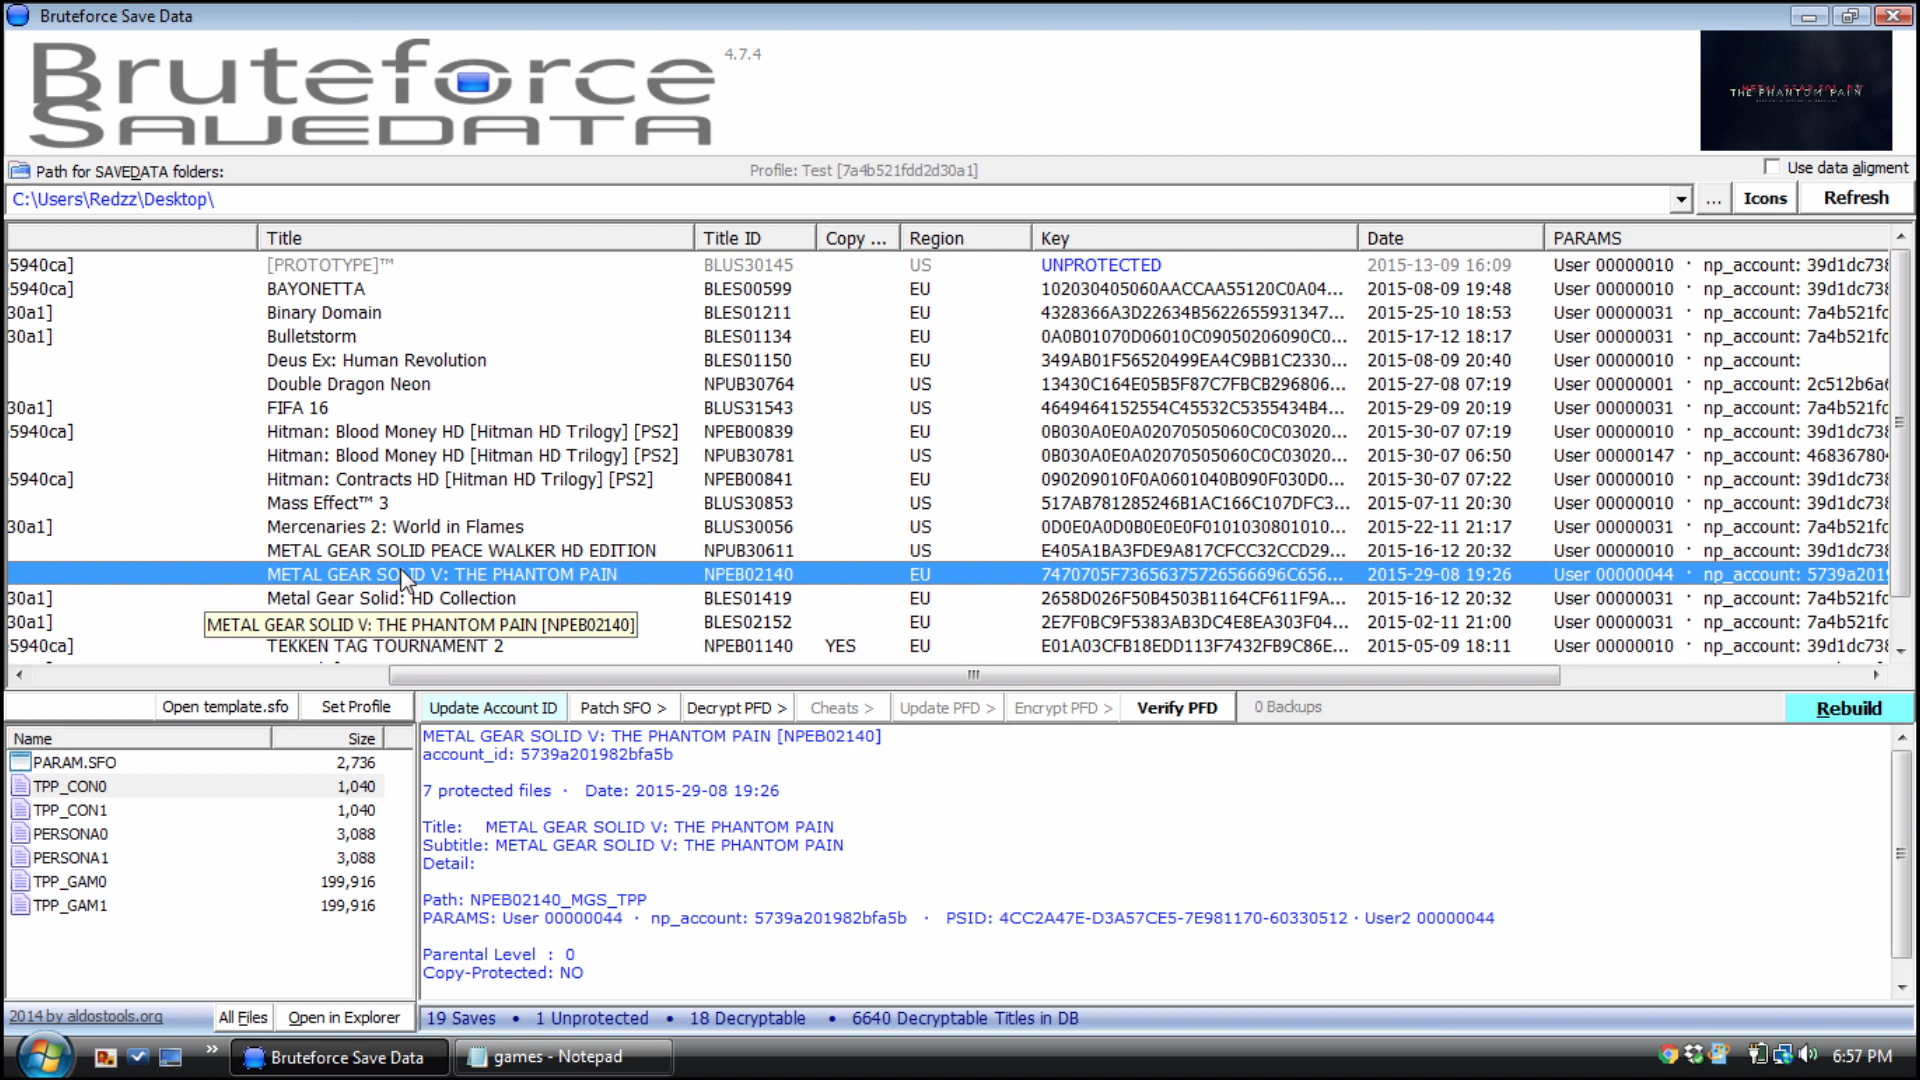 Bruteforce Save Data
Bruteforce
SAVEDATA
4.7.4
THE PHANTOM PAIN
Path for SAVEDATA folders:
Profile: Test [7a4b521fdd2d30a1]
Use data aligment
C:\Users\Redzz\Desktop\
...
Icons
Refresh
Title Title ID Copy ... Region Key Date PARAMS
5940ca] [PROTOTYPE]™ BLUS30145 US UNPROTECTED 2015-13-09 16:09 User 00000010 · np_account: 39d1dc738
5940ca] BAYONETTA BLES00599 EU 102030405060AACCAA55120C0A04... 2015-08-09 19:48 User 00000010 · np_account: 39d1dc738
30a1] Binary Domain BLES01211 EU 4328366A3D22634B5622655931347... 2015-25-10 18:53 User 00000031 · np_account: 7a4b521fd
30a1] Bulletstorm BLES01134 EU 0A0B01070D06010C09050206090C0... 2015-17-12 18:17 User 00000031 · np_account: 7a4b521fd
Deus Ex: Human Revolution BLES01150 EU 349AB01F56520499EA4C9BB1C2330... 2015-08-09 20:40 User 00000010 · np_account:
Double Dragon Neon NPUB30764 US 13430C164E05B5F87C7FBCB296806... 2015-27-08 07:19 User 00000001 · np_account: 2c512b6a6
30a1] FIFA 16 BLUS31543 US 4649464152554C45532C5355434B4... 2015-29-09 20:19 User 00000031 · np_account: 7a4b521fd
5940ca] Hitman: Blood Money HD [Hitman HD Trilogy] [PS2] NPEB00839 EU 0B030A0E0A02070505060C0C03020... 2015-30-07 07:19 User 00000010 · np_account: 39d1dc738
Hitman: Blood Money HD [Hitman HD Trilogy] [PS2] NPUB30781 US 0B030A0E0A02070505060C0C03020... 2015-30-07 06:50 User 00000147 · np_account: 468367804
5940ca] Hitman: Contracts HD [Hitman HD Trilogy] [PS2] NPEB00841 EU 090209010F0A0601040B090F030D0... 2015-30-07 07:22 User 00000010 · np_account: 39d1dc738
Mass Effect™ 3 BLUS30853 US 517AB781285246B1AC166C107DFC3... 2015-07-11 20:30 User 00000010 · np_account: 39d1dc738
30a1] Mercenaries 2: World in Flames BLUS30056 US 0D0E0A0D0B0E0E0F0101030801010... 2015-22-11 21:17 User 00000031 · np_account: 7a4b521fd
METAL GEAR SOLID PEACE WALKER HD EDITION NPUB30611 US E405A1BA3FDE9A817CFCC32CCD29... 2015-16-12 20:32 User 00000010 · np_account: 39d1dc738
METAL GEAR SOLID V: THE PHANTOM PAIN NPEB02140 EU 7470705F73656375726566696C656... 2015-29-08 19:26 User 00000044 · np_account: 5739a201
30a1] Metal Gear Solid: HD Collection BLES01419 EU 2658D026F50B4503B1164CF611F9A... 2015-16-12 20:32 User 00000031 · np_account: 7a4b521fd
30a1] METAL GEAR SOLID V: THE PHANTOM PAIN [NPEB02140] BLES02152 EU 2E7F0BC9F5383AB3DC4E8EA303F04... 2015-02-11 21:00 User 00000031 · np_account: 7a4b521fd
5940ca] TEKKEN TAG TOURNAMENT 2 NPEB01140 YES EU E01A03CFB18EDD113F7432FB9C86E... 2015-05-09 18:11 User 00000010 · np_account: 39d1dc738
Open template.sfo Set Profile Update Account ID Patch SFO > Decrypt PFD > Cheats > Update PFD > Encrypt PFD > Verify PFD 0 Backups Rebuild
Name Size
PARAM.SFO 2,736
TPP_CON0 1,040
TPP_CON1 1,040
PERSONA0 3,088
PERSONA1 3,088
TPP_GAM0 199,916
TPP_GAM1 199,916
METAL GEAR SOLID V: THE PHANTOM PAIN [NPEB02140]
account_id: 5739a201982bfa5b
7 protected files · Date: 2015-29-08 19:26
Title: METAL GEAR SOLID V: THE PHANTOM PAIN
Subtitle: METAL GEAR SOLID V: THE PHANTOM PAIN
Detail:
Path: NPEB02140_MGS_TPP
PARAMS: User 00000044 · np_account: 5739a201982bfa5b · PSID: 4CC2A47E-D3A57CE5-7E981170-60330512 · User2 00000044
Parental Level : 0
Copy-Protected: NO
2014 by aldostools.org All Files Open in Explorer 19 Saves • 1 Unprotected • 18 Decryptable • 6640 Decryptable Titles in DB
» Bruteforce Save Data games - Notepad 6:57 PM